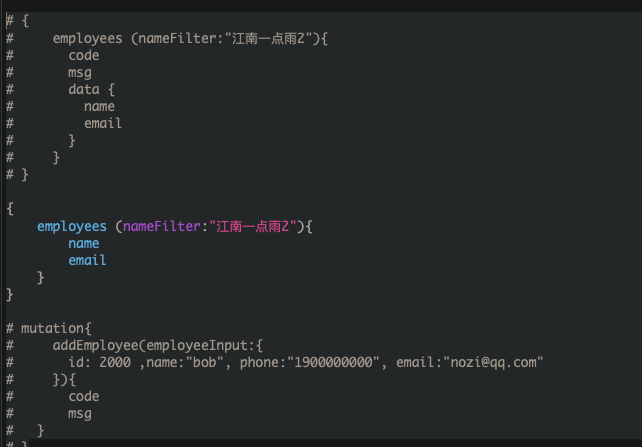 # {
#     employees (nameFilter:"江南一点雨2"){
#       code
#       msg
#       data {
#         name
#         email
#       }
#     }
# }
{
    employees (nameFilter:"江南一点雨2"){
        name
        email
    }
}
# mutation{
#     addEmployee(employeeInput:{
#       id: 2000 ,name:"bob", phone:"1900000000", email:"nozi@qq.com"
#     }){
#       code
#       msg
#   }
# }